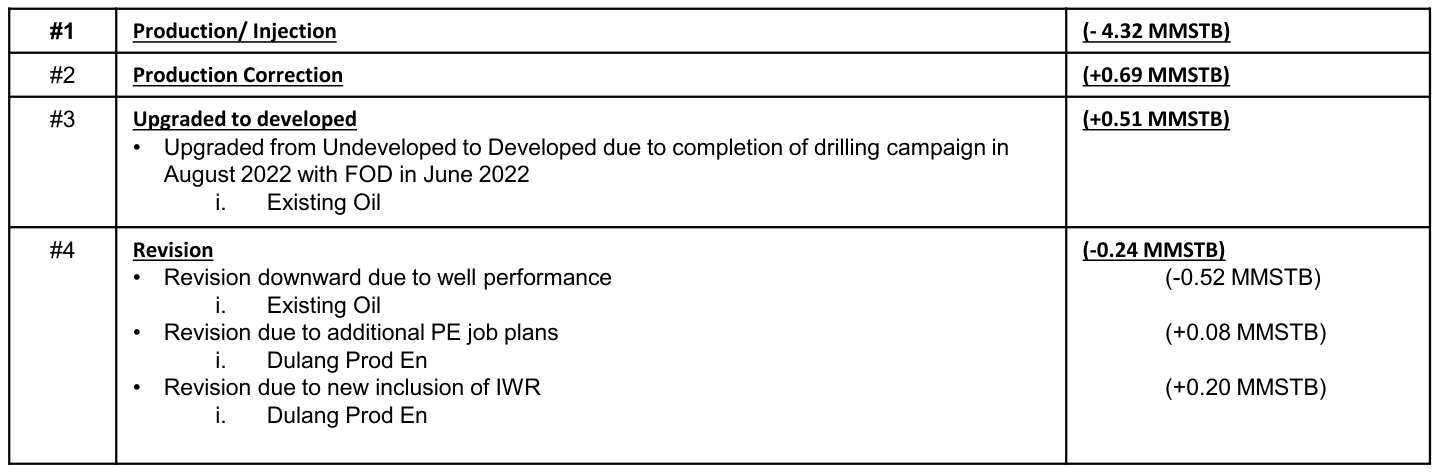 #1 Production/ Injection (- 4.32 MMSTB)
#2 Production Correction (+0.69 MMSTB)
#3 Upgraded to developed (+0.51 MMSTB)
• Upgraded from Undeveloped to Developed due to completion of drilling campaign in
August 2022 with FOD in June 2022
i. Existing Oil
#4 Revision (-0.24 MMSTB)
• Revision downward due to well performance (-0.52 MMSTB)
i. Existing Oil
• Revision due to additional PE job plans (+0.08 MMSTB)
i. Dulang Prod En
• Revision due to new inclusion of IWR (+0.20 MMSTB)
i. Dulang Prod En